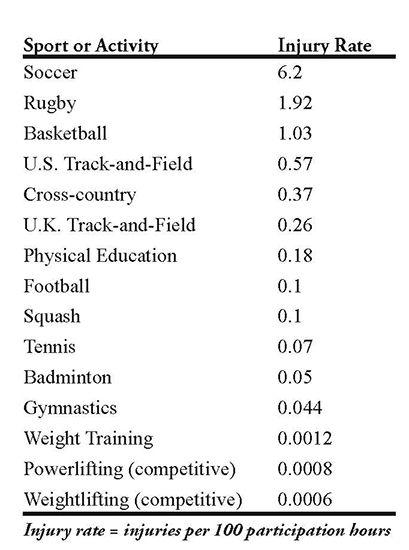 Sport or Activity Injury Rate
Soccer 6.2
Rugby 1.92
Basketball 1.03
U.S. Track-and-Field 0.57
Cross-country 0.37
U.K. Track-and-Field 0.26
Physical Education 0.18
Football 0.1
Squash 0.1
Tennis 0.07
Badminton 0.05
Gymnastics 0.044
Weight Training 0.0012
Powerlifting (competitive) 0.0008
Weightlifting (competitive) 0.0006
Injury rate = injuries per 100 participation hours